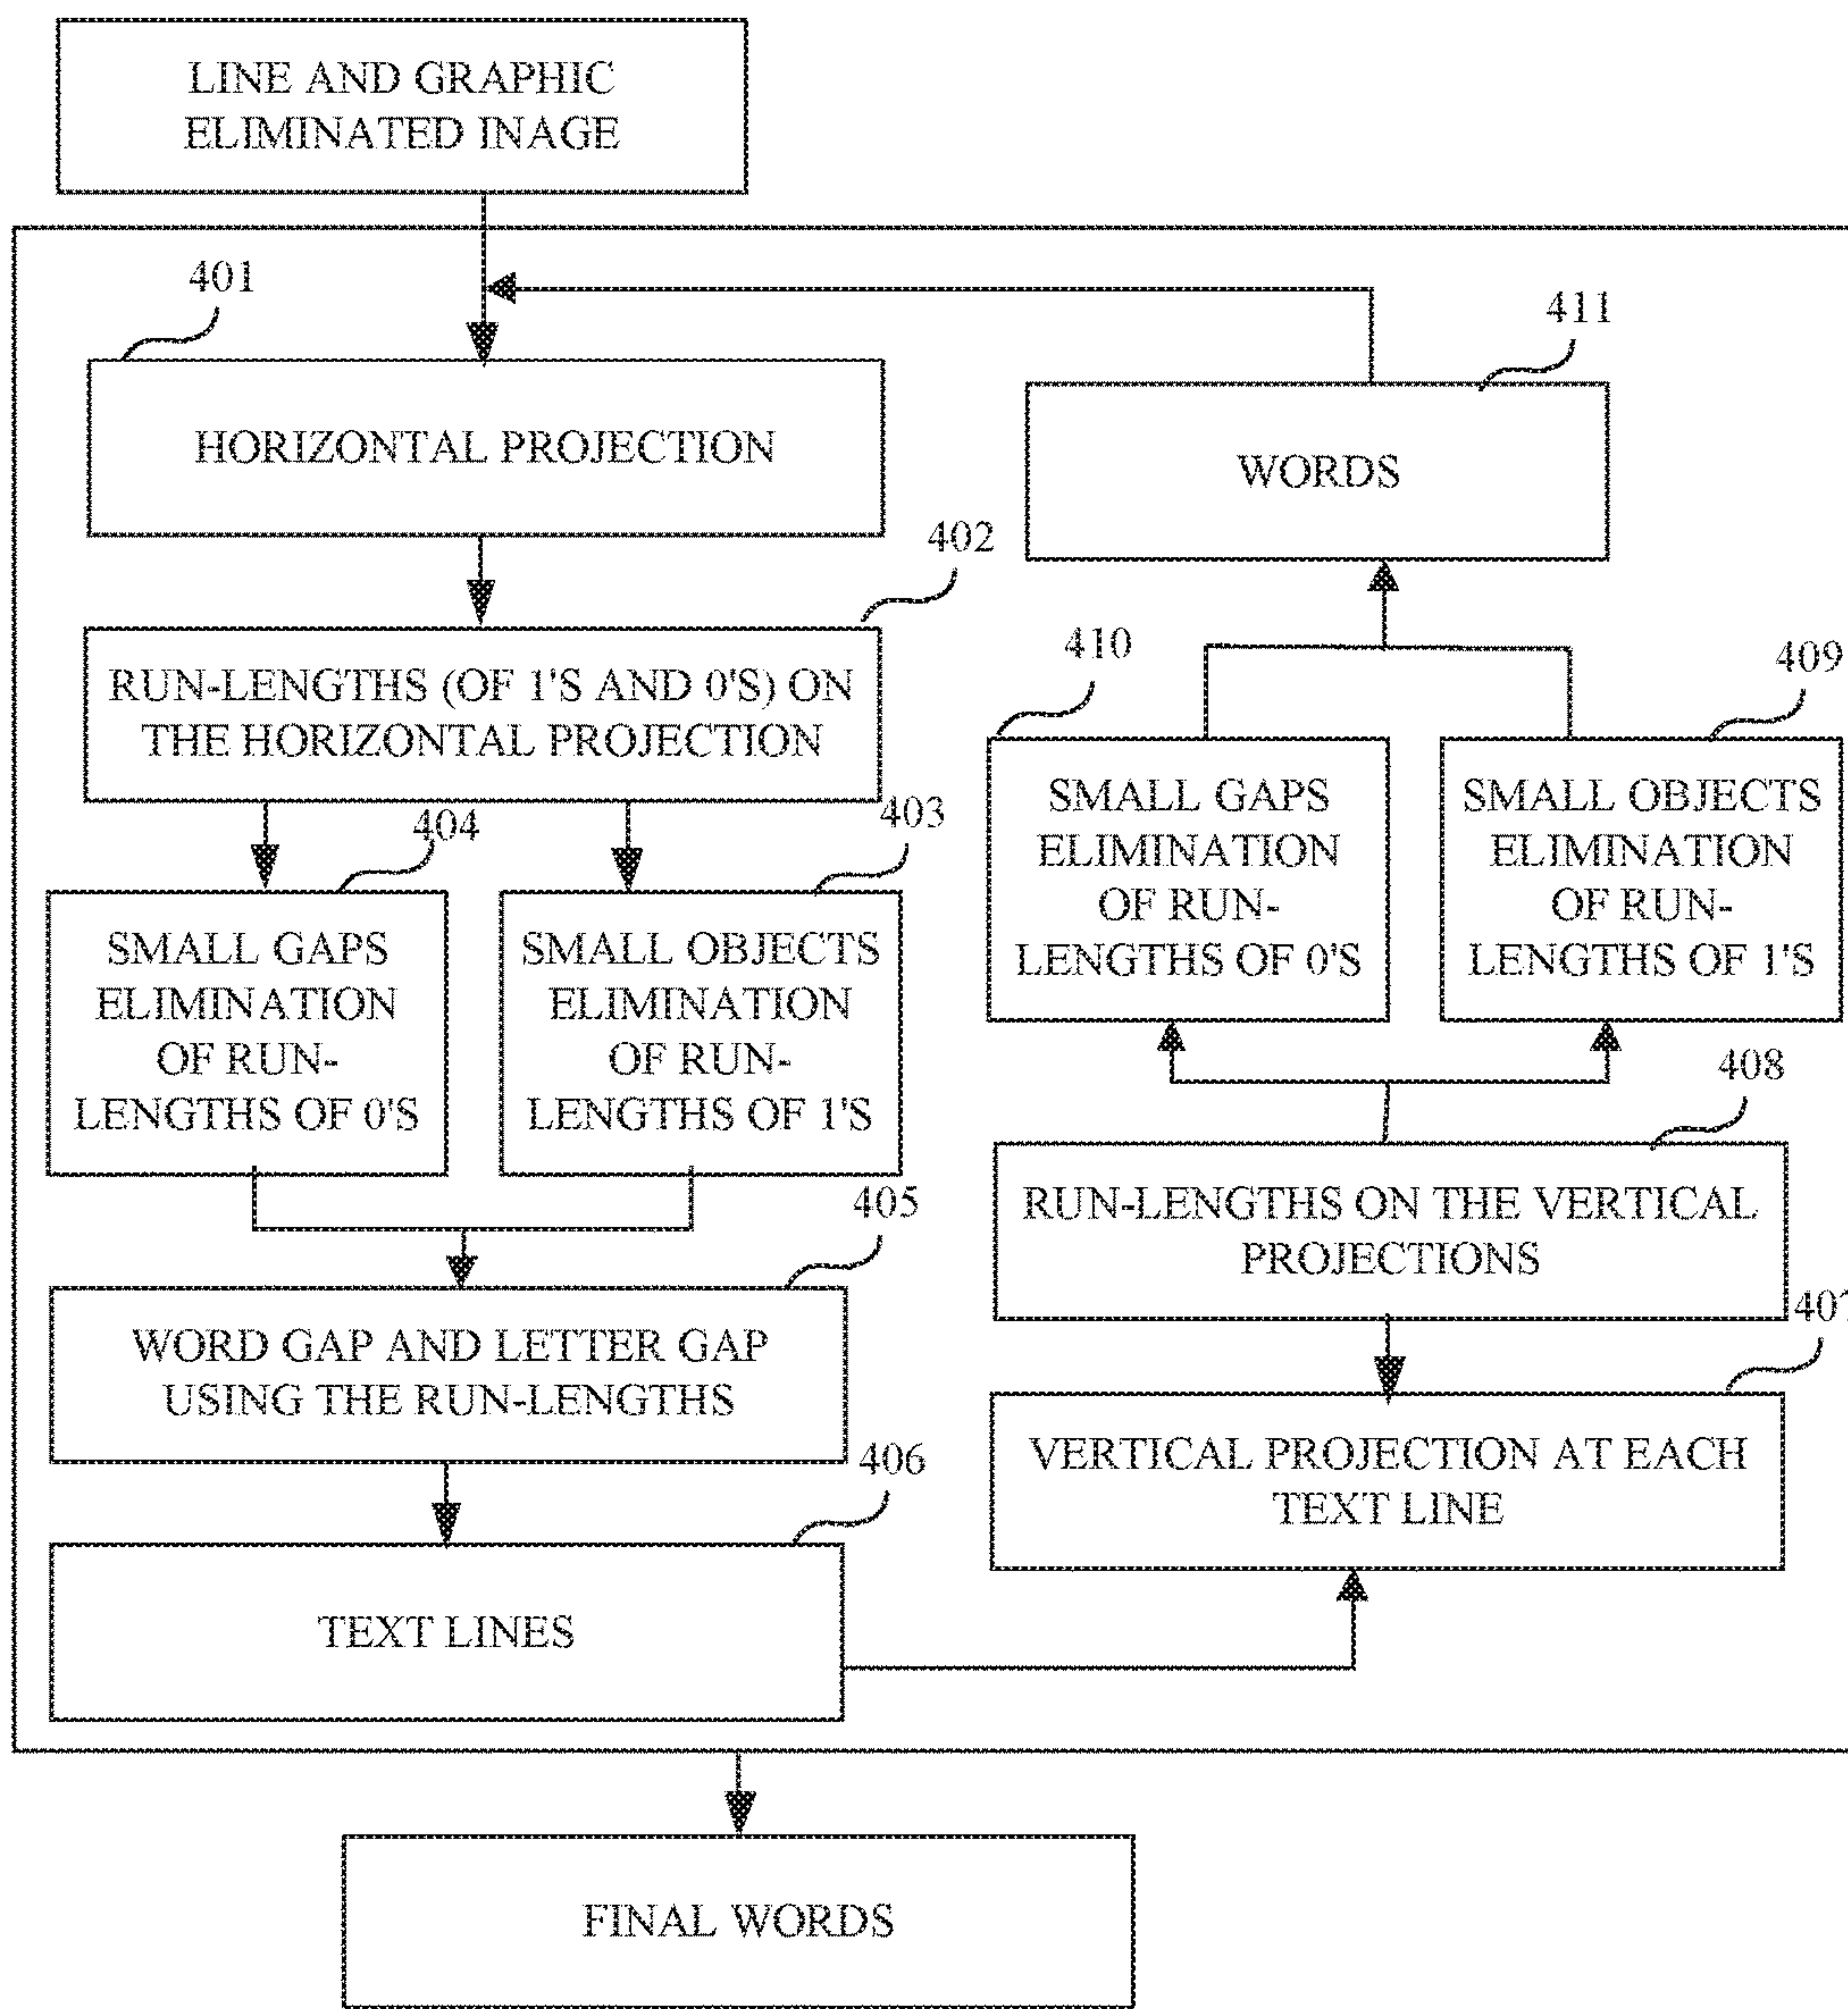 LINE AND GRAPHIC
ELIMINATED INAGE
401
HORIZONTAL PROJECTION
402
RUN-LENGTHS (OF 1'S AND 0'S) ON
THE HORIZONTAL PROJECTION
404
SMALL GAPS
ELIMINATION
OF RUN-
LENGTHS OF 0'S
403
SMALL OBJECTS
ELIMINATION
OF RUN-
LENGTHS OF 1'S
405
WORD GAP AND LETTER GAP
USING THE RUN-LENGTHS
406
TEXT LINES
411
WORDS
410
SMALL GAPS
ELIMINATION
OF RUN-
LENGTHS OF 0'S
409
SMALL OBJECTS
ELIMINATION
OF RUN-
LENGTHS OF 1'S
408
RUN-LENGTHS ON THE VERTICAL
PROJECTIONS
407
VERTICAL PROJECTION AT EACH
TEXT LINE
FINAL WORDS